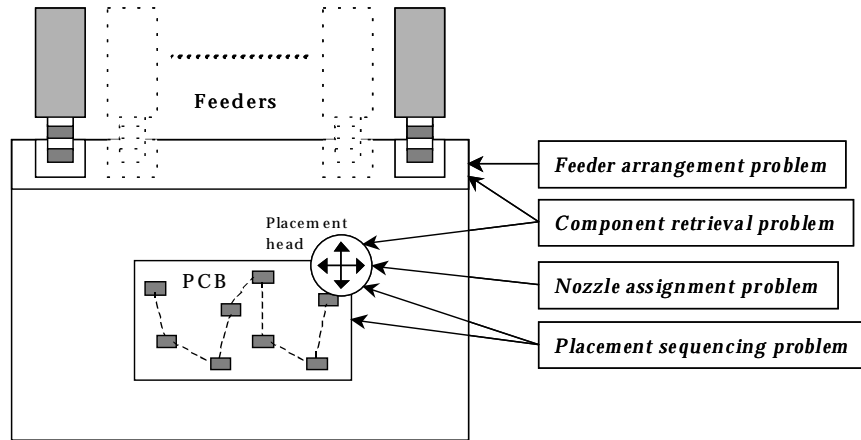 Feeders
Feeder arrangement problem
Component retrieval problem
Placement
head
PCB
Nozzle assignment problem
Placement sequencing problem